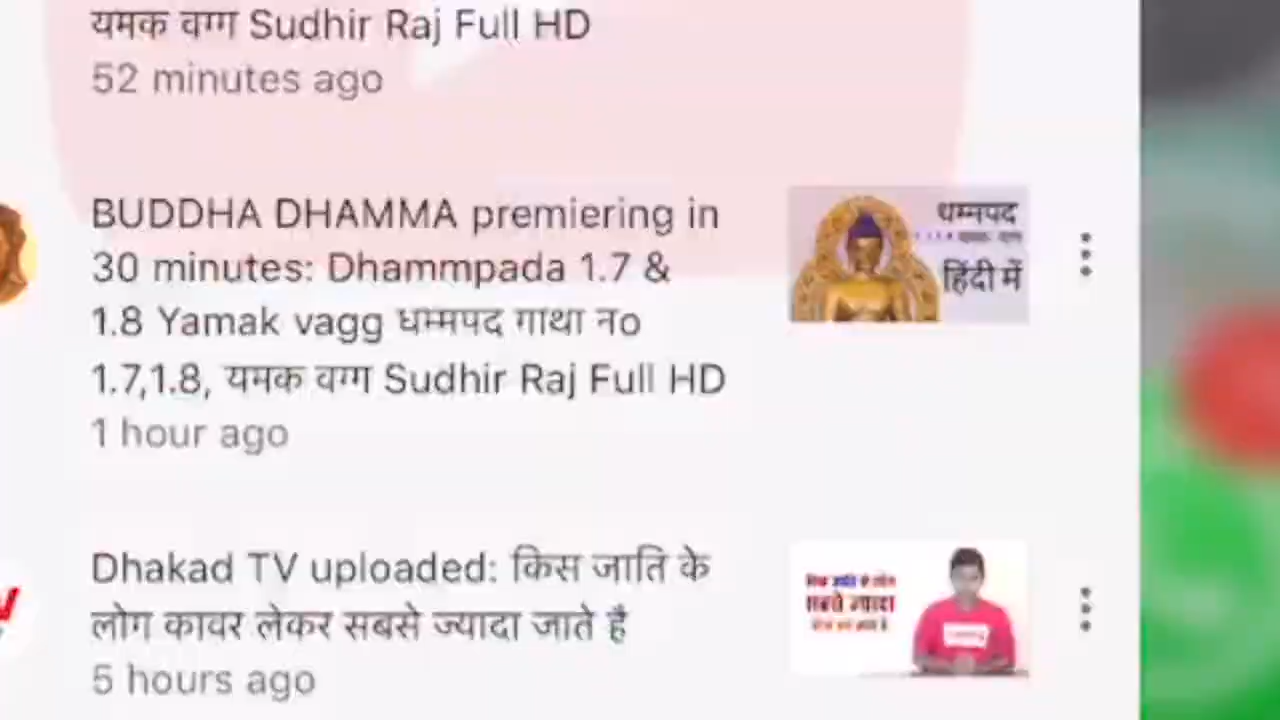 यमक वग्ग Sudhir Raj Full HD
52 minutes ago
BUDDHA DHAMMA premiering in
30 minutes: Dhammpada 1.7 &
1.8 Yamak vagg धम्मपद गाथा नo
1.7,1.8, यमक वग्ग Sudhir Raj Full HD
1 hour ago
धम्मपद
हिंदी में
Dhakad TV uploaded: किस जाति के
लोग कावर लेकर सबसे ज्यादा जाते है
5 hours ago
सबसे ज्यादा